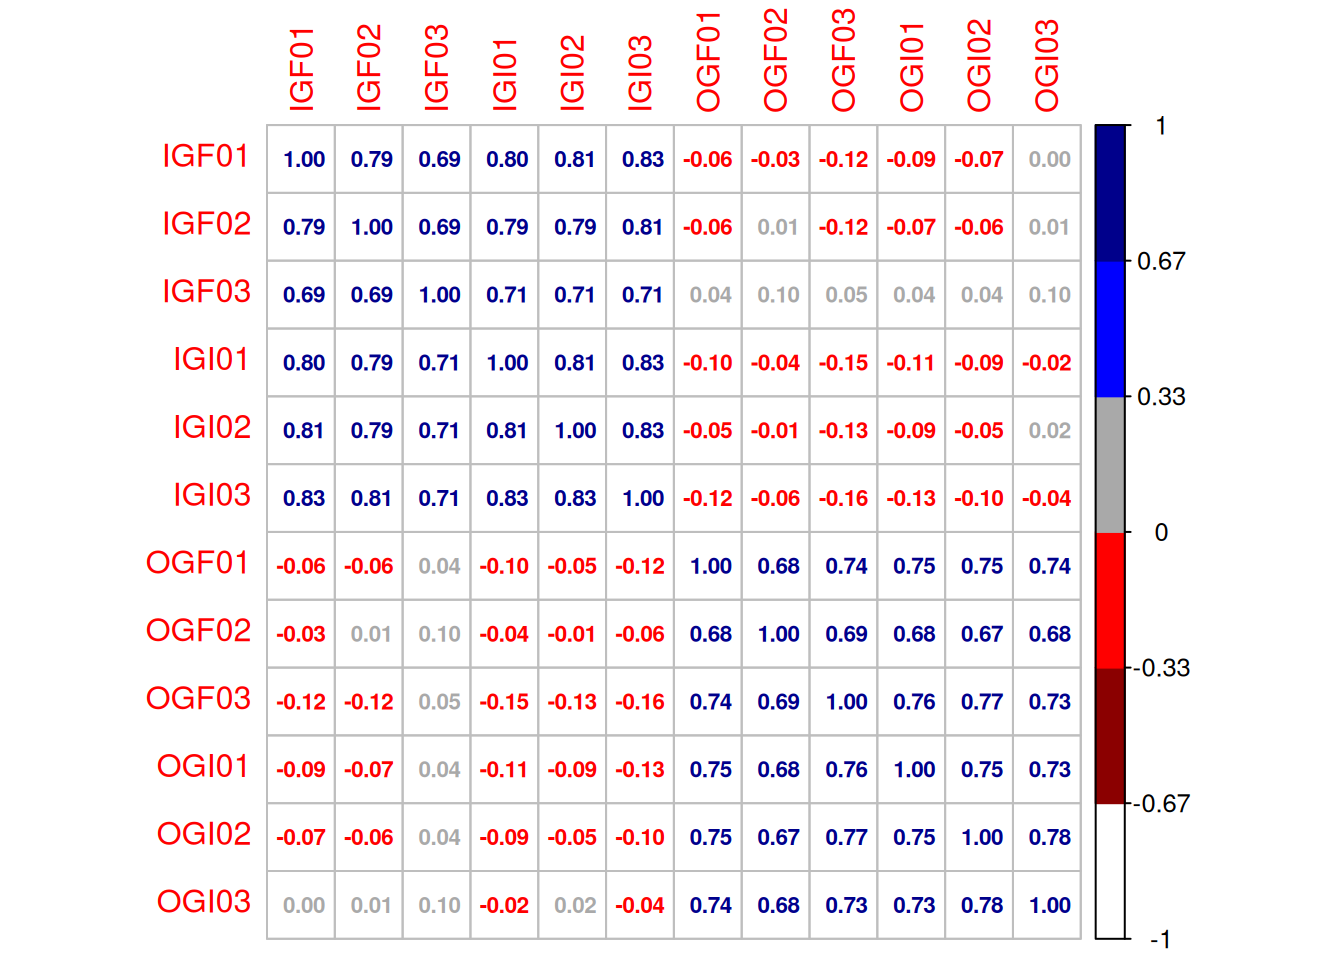 IGF01 IGF02 IGF03 IGI01 IGI02 IGI03 OGF01 OGF02 OGF03 OGI01 OGI02 OGI03
IGF01 1.00 0.79 0.69 0.80 0.81 0.83 -0.06 -0.03 -0.12 -0.09 -0.07 0.00
IGF02 0.79 1.00 0.69 0.79 0.79 0.81 -0.06 0.01 -0.12 -0.07 -0.06 0.01
IGF03 0.69 0.69 1.00 0.71 0.71 0.71 0.04 0.10 0.05 0.04 0.04 0.10
IGI01 0.80 0.79 0.71 1.00 0.81 0.83 -0.10 -0.04 -0.15 -0.11 -0.09 -0.02
IGI02 0.81 0.79 0.71 0.81 1.00 0.83 -0.05 -0.01 -0.13 -0.09 -0.05 0.02
IGI03 0.83 0.81 0.71 0.83 0.83 1.00 -0.12 -0.06 -0.16 -0.13 -0.10 -0.04
OGF01 -0.06 -0.06 0.04 -0.10 -0.05 -0.12 1.00 0.68 0.74 0.75 0.75 0.74
OGF02 -0.03 0.01 0.10 -0.04 -0.01 -0.06 0.68 1.00 0.69 0.68 0.67 0.68
OGF03 -0.12 -0.12 0.05 -0.15 -0.13 -0.16 0.74 0.69 1.00 0.76 0.77 0.73
OGI01 -0.09 -0.07 0.04 -0.11 -0.09 -0.13 0.75 0.68 0.76 1.00 0.75 0.73
OGI02 -0.07 -0.06 0.04 -0.09 -0.05 -0.10 0.75 0.67 0.77 0.75 1.00 0.78
OGI03 0.00 0.01 0.10 -0.02 0.02 -0.04 0.74 0.68 0.73 0.73 0.78 1.00
1
0.67
0.33
0
-0.33
-0.67
-1